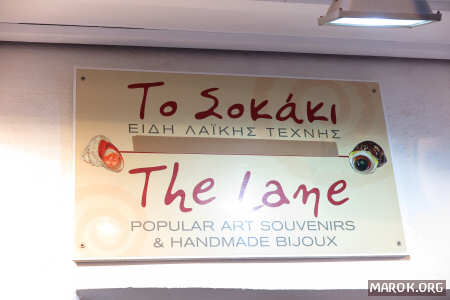 Το Σοκάκι
ΕΙΔΗ ΛΑΪΚΗΣ ΤΕΧΝΗΣ
The Lane
POPULAR ART SOUVENIRS
& HANDMADE BIJOUX
MAROK.ORG